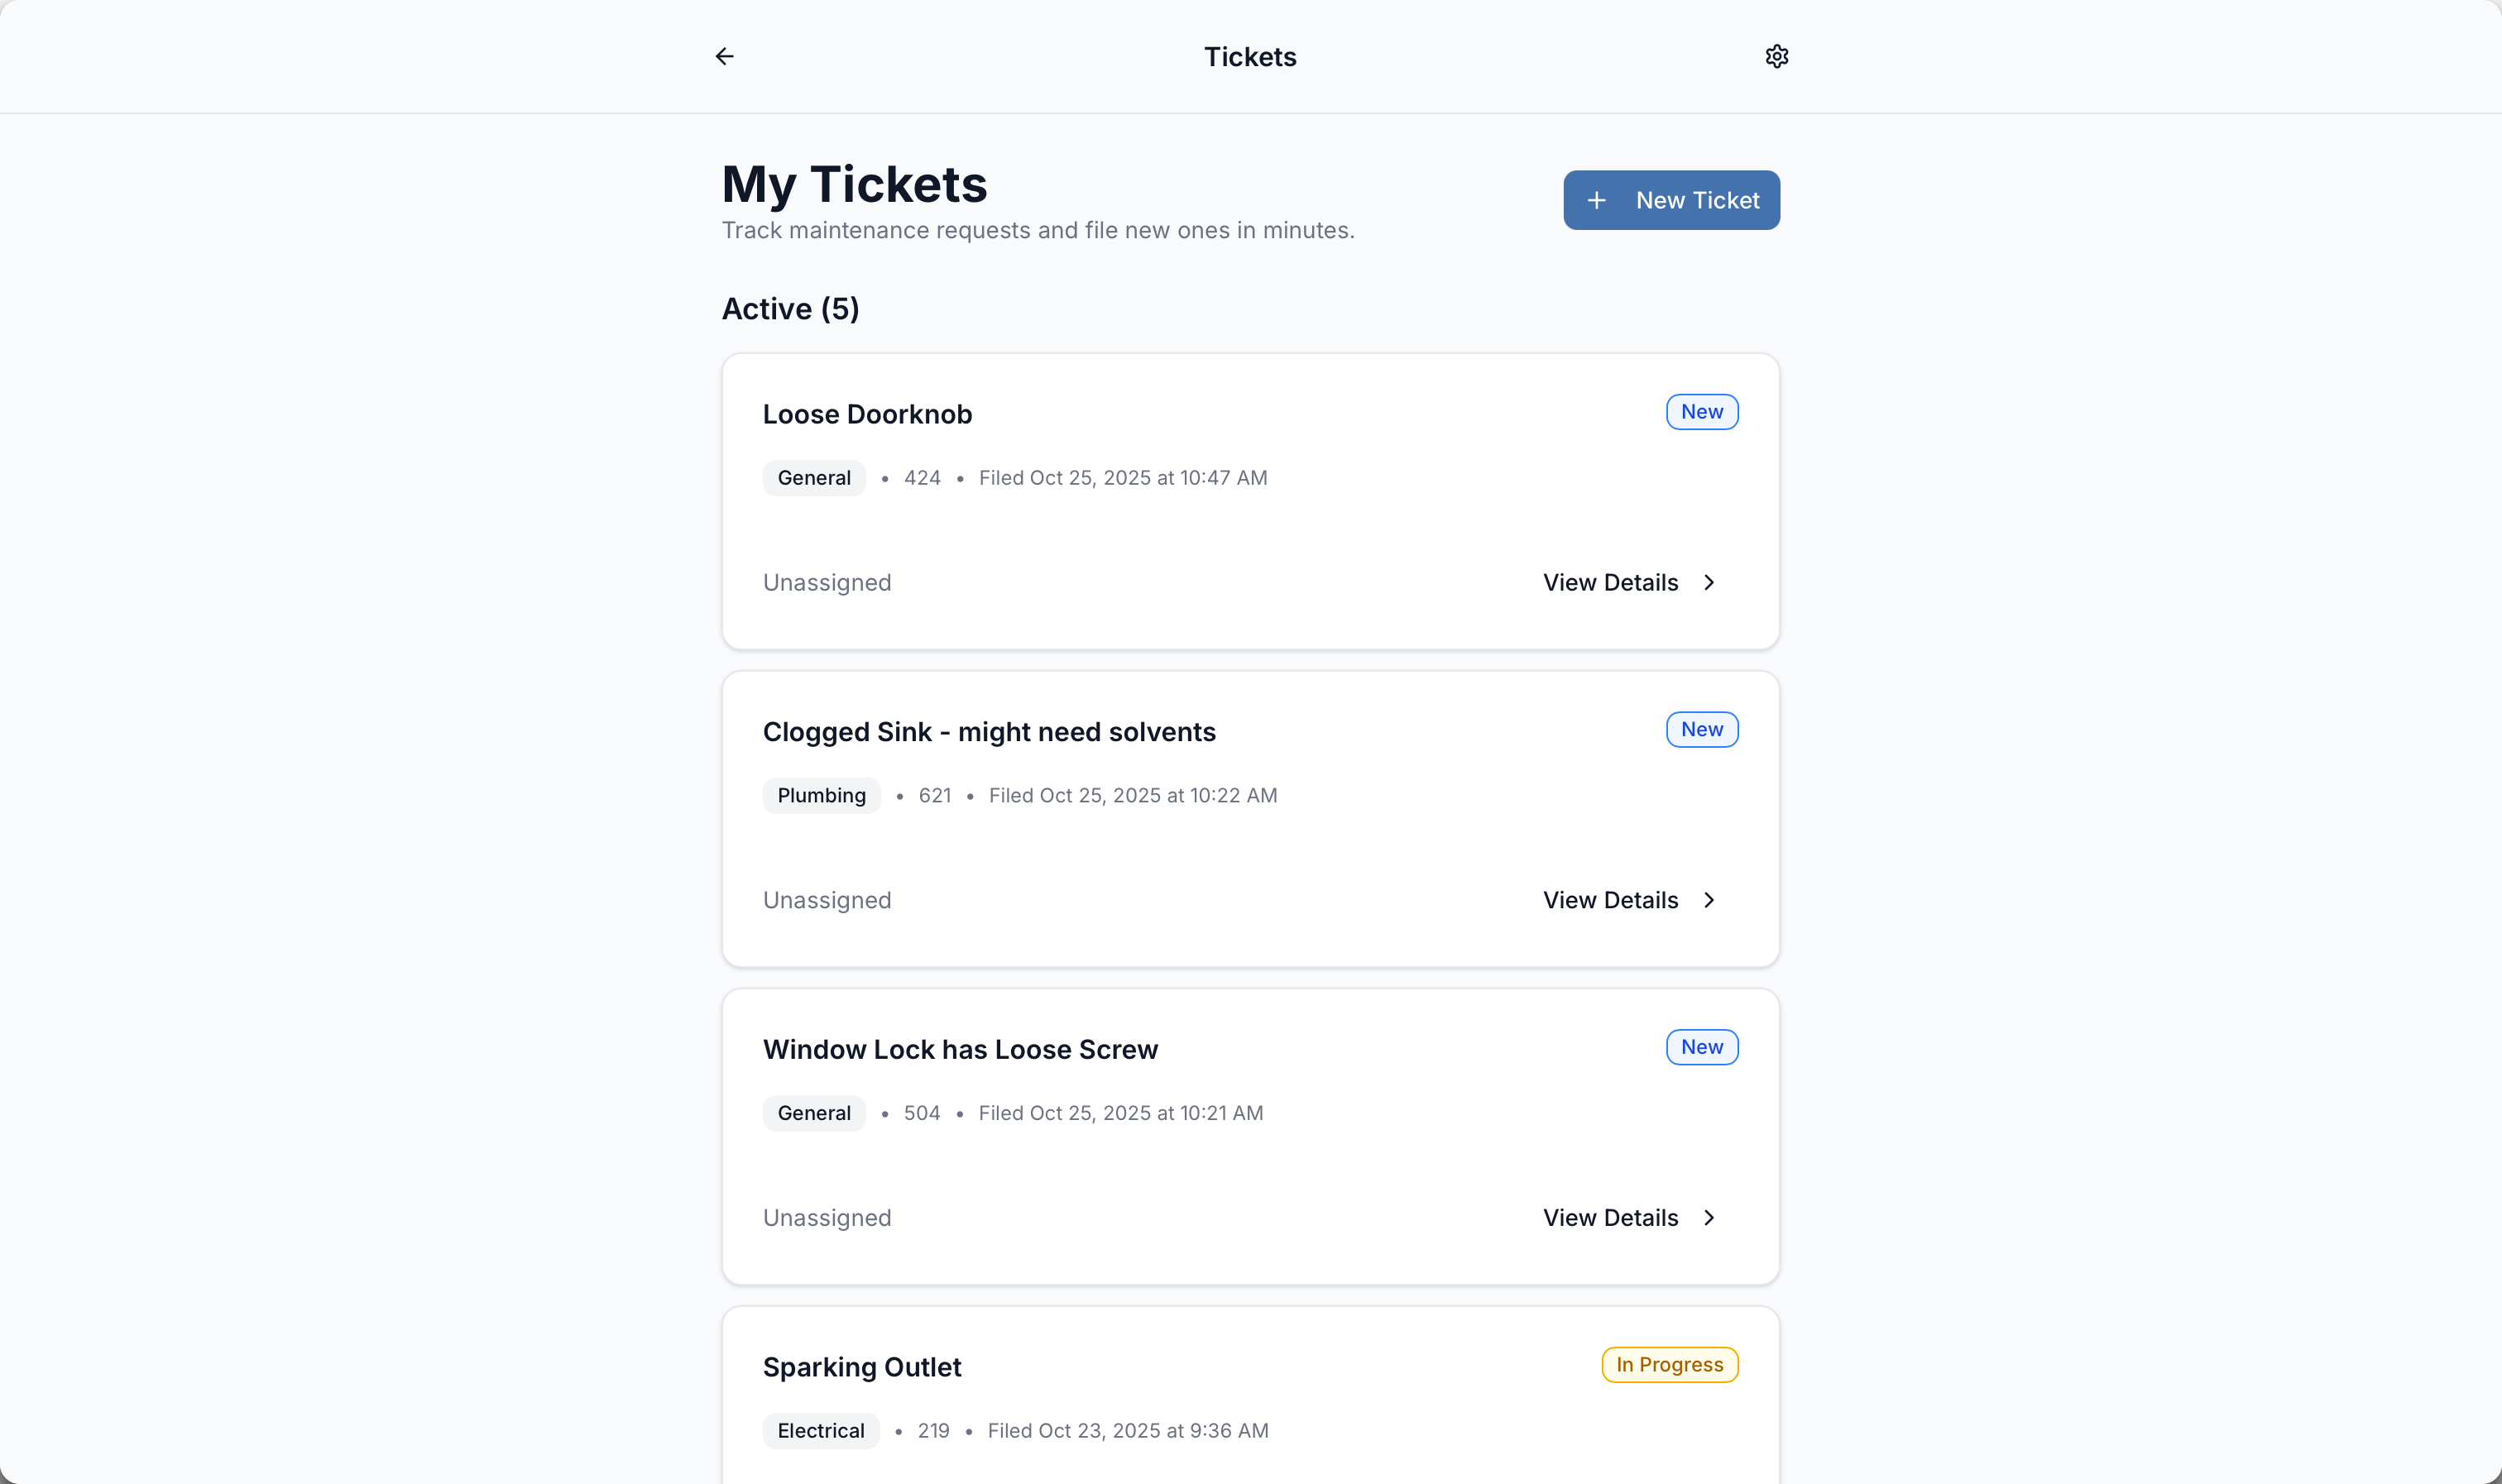 Tickets
My Tickets
Track maintenance requests and file new ones in minutes.
+ New Ticket
Active (5)
Loose Doorknob
New
General • 424 • Filed Oct 25, 2025 at 10:47 AM
Unassigned
View Details
Clogged Sink - might need solvents
New
Plumbing • 621 • Filed Oct 25, 2025 at 10:22 AM
Unassigned
View Details
Window Lock has Loose Screw
New
General • 504 • Filed Oct 25, 2025 at 10:21 AM
Unassigned
View Details
Sparking Outlet
In Progress
Electrical • 219 • Filed Oct 23, 2025 at 9:36 AM